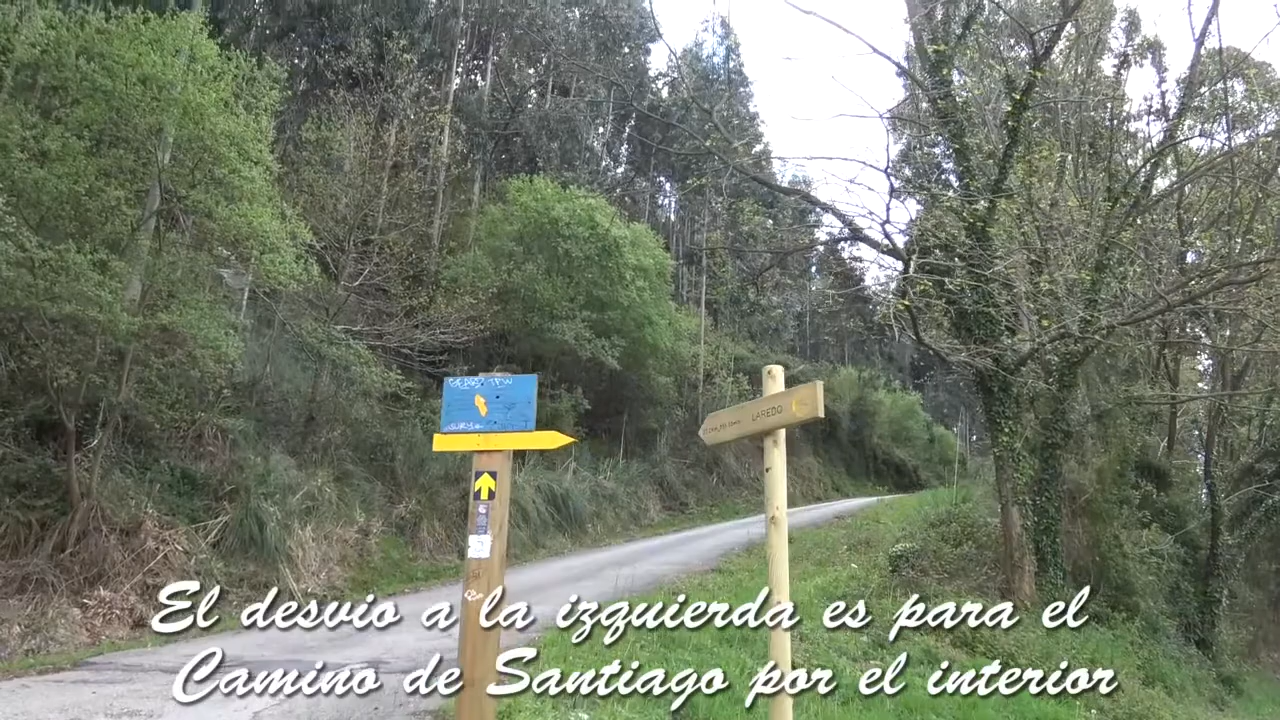 LAREDO
El desvio a la izquierda es para el
Camino de Santiago por el interior